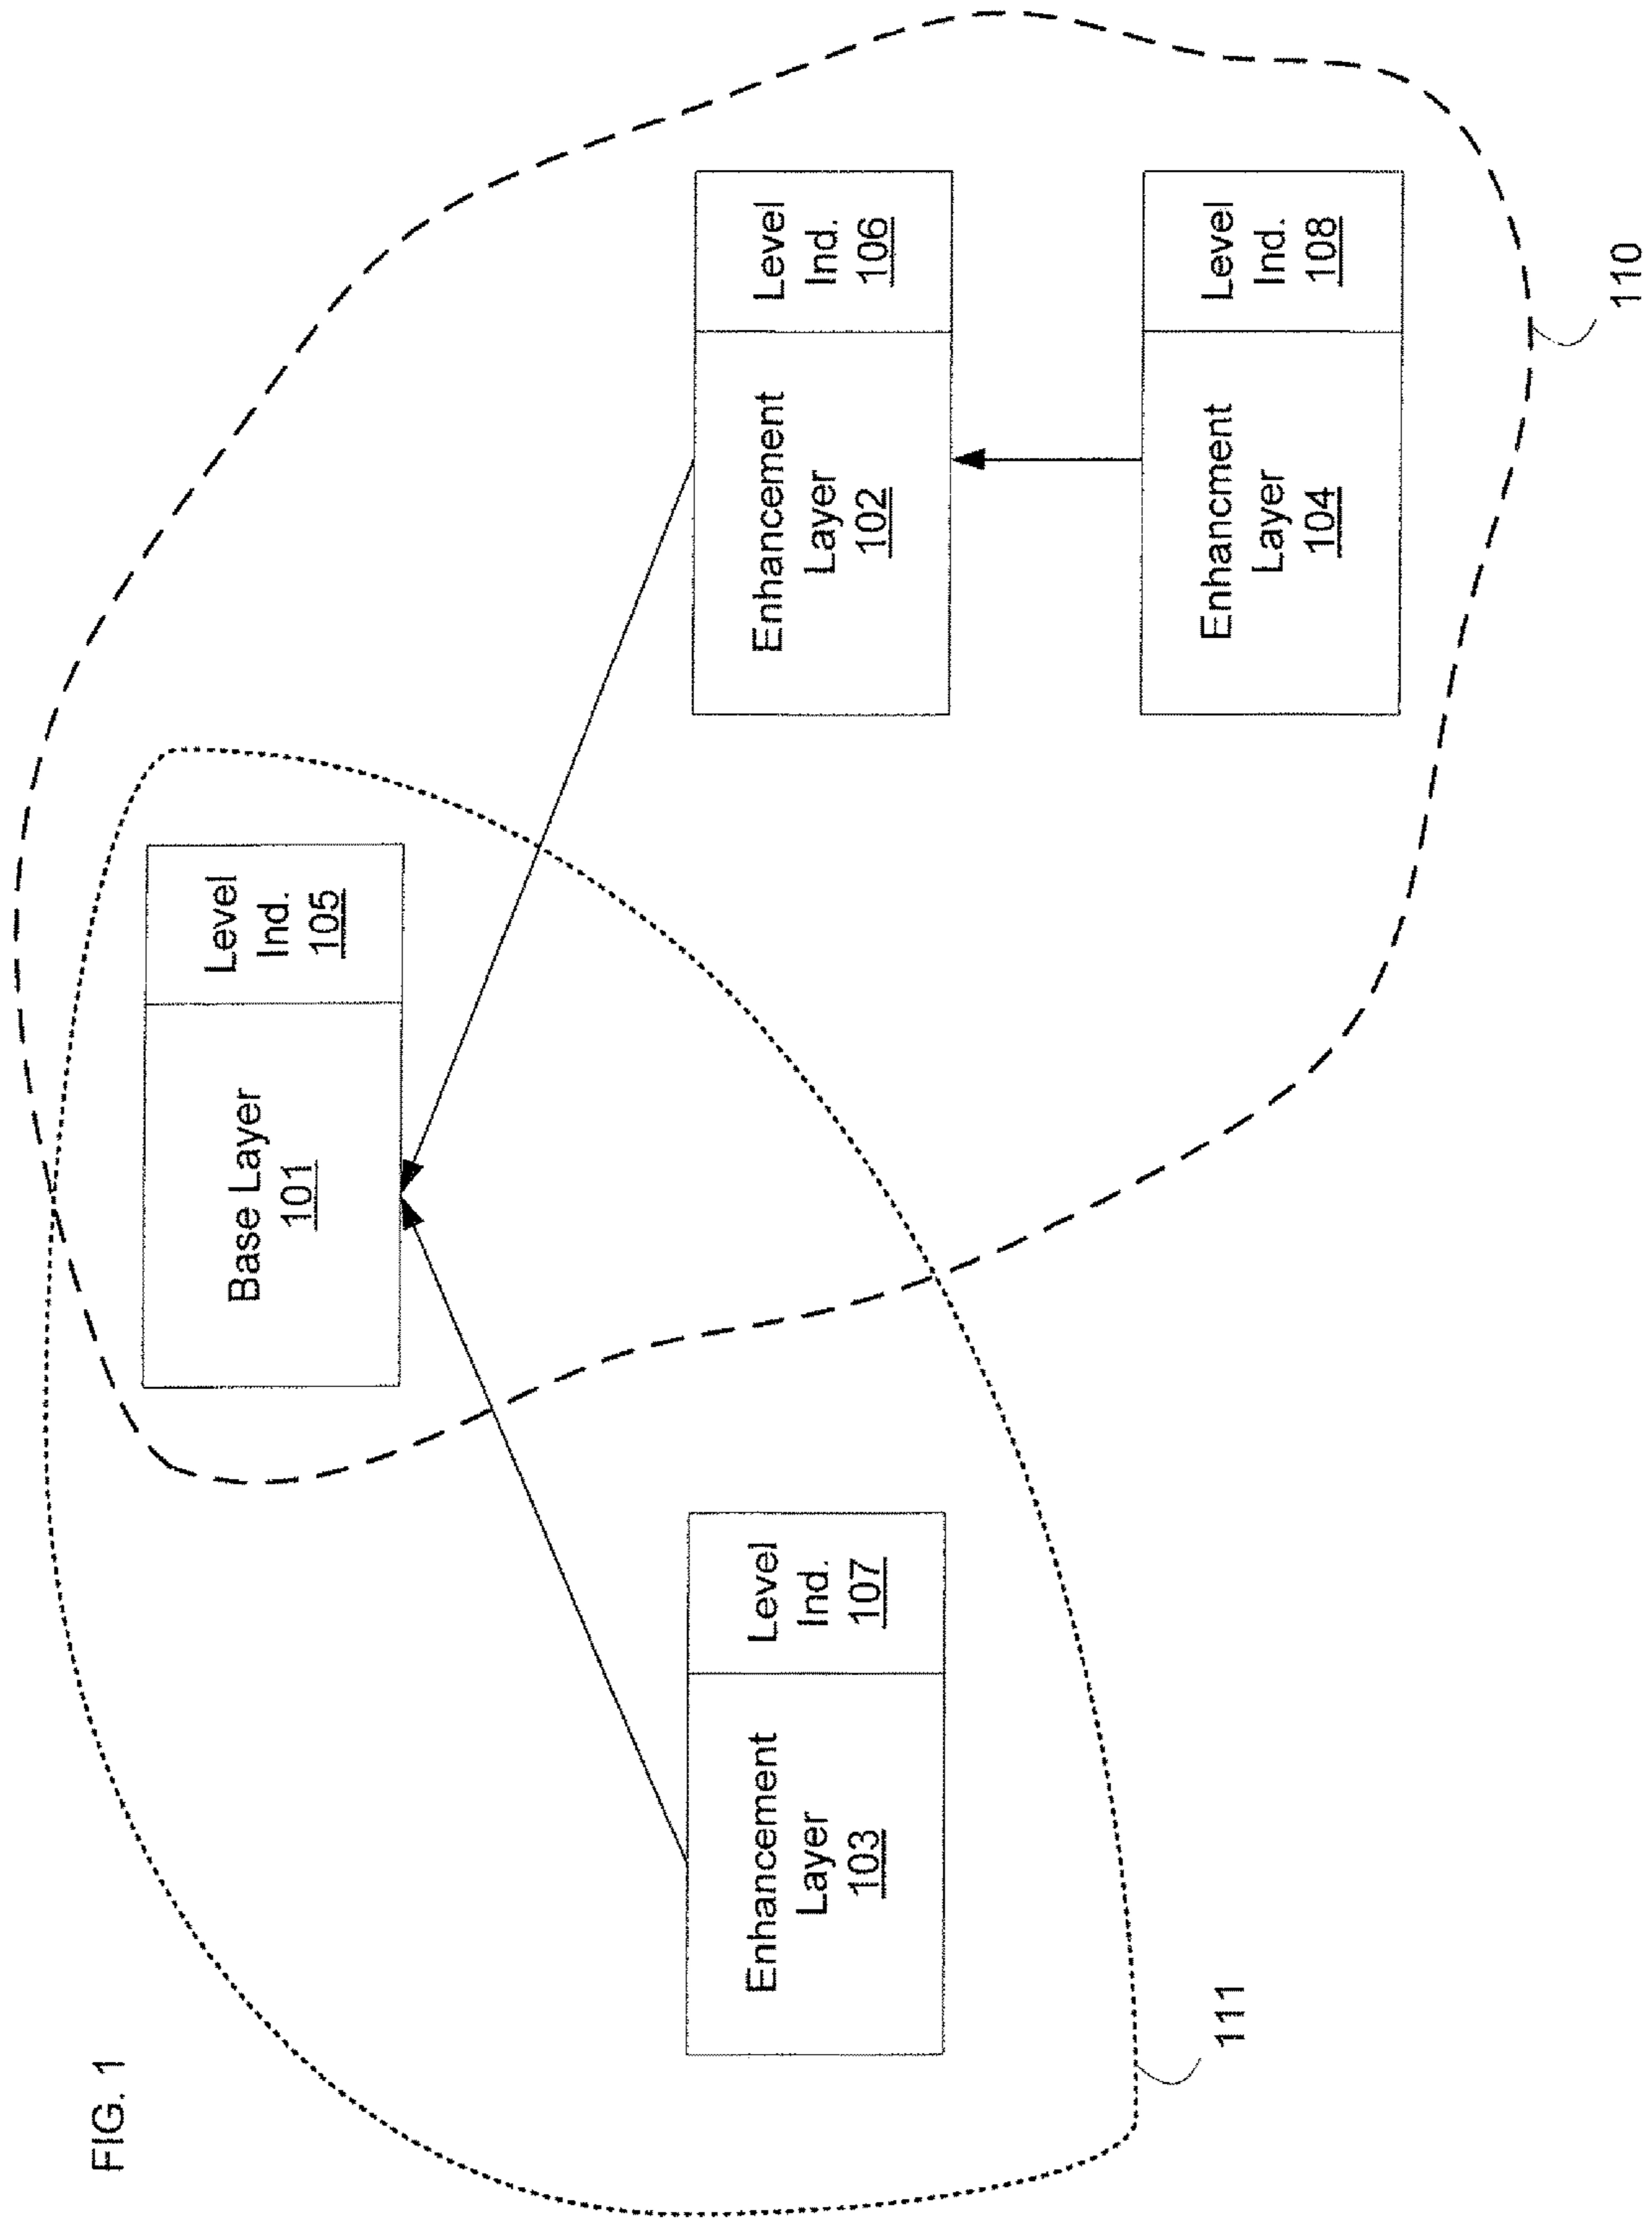 FIG. 1
Base Layer
101
Level
Ind.
105
Enhancement
Layer
103
Level
Ind.
107
Enhancement
Layer
102
Level
Ind.
106
Enhancment
Layer
104
Level
Ind.
108
111
110